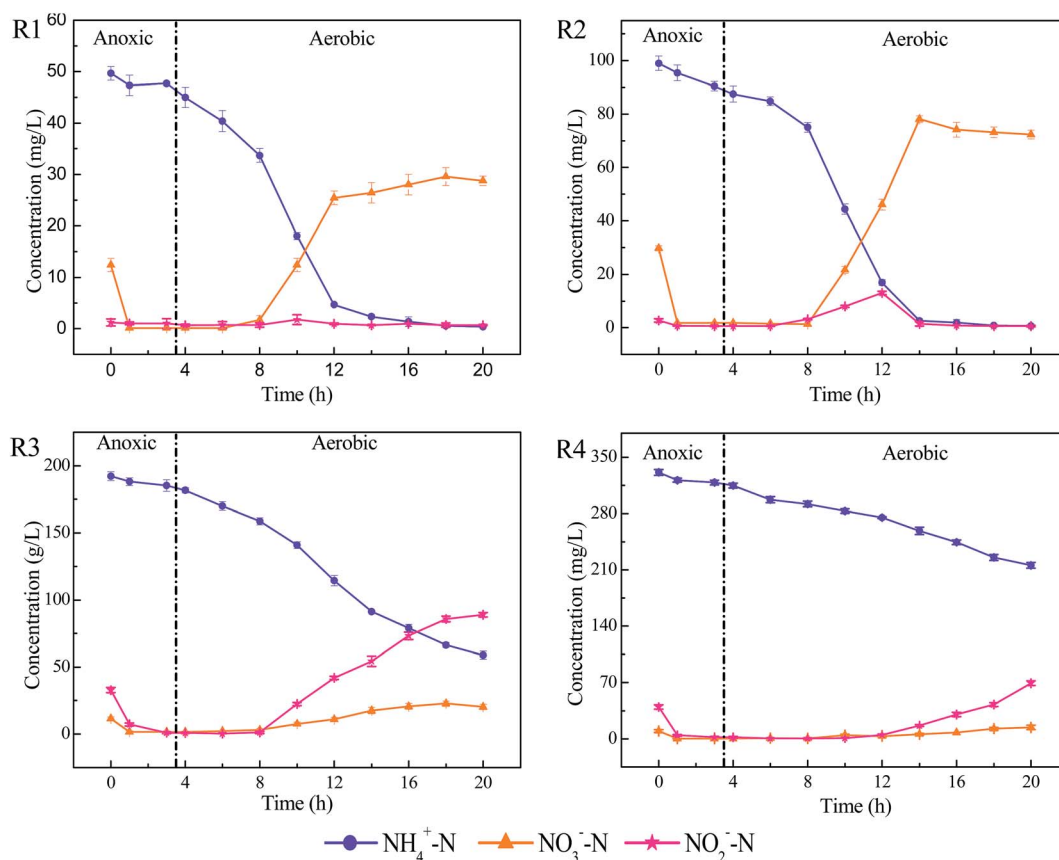 R1
Anoxic
Aerobic
60
50
40
30
20
10
0
Concentration (mg/L)
0 4 8 12 16 20
Time (h)
R2
Anoxic
Aerobic
100
80
60
40
20
0
Concentration (mg/L)
0 4 8 12 16 20
Time (h)
R3
Anoxic
Aerobic
200
150
100
50
0
Concentration (g/L)
0 4 8 12 16 20
Time (h)
R4
Anoxic
Aerobic
350
280
210
140
70
0
Concentration (mg/L)
0 4 8 12 16 20
Time (h)
NH₄⁺-N NO₃⁻-N NO₂⁻-N